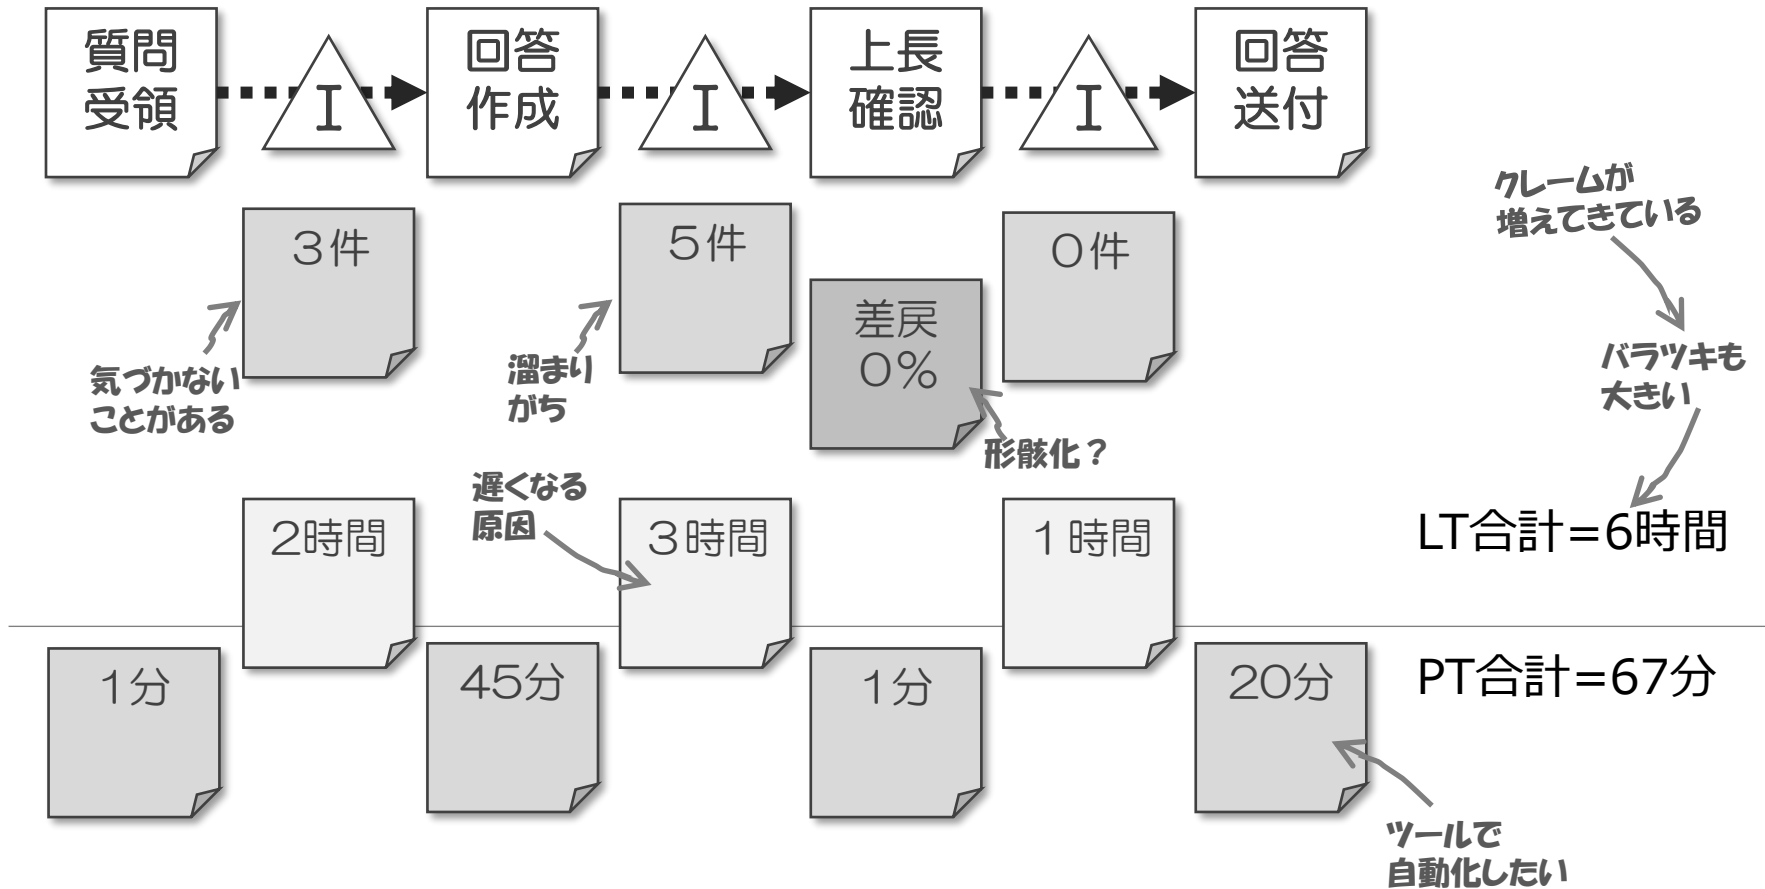 質問
受領
I
回答
作成
I
上長
確認
I
回答
送付
クレームが
増えてきている
3件
5件
0件
差戻
0%
バラツキも
大きい
気づかない
ことがある
溜まり
がち
形骸化？
遅くなる
原因
2時間
3時間
1時間
LT合計=6時間
1分
45分
1分
20分
PT合計=67分
ツールで
自動化したい